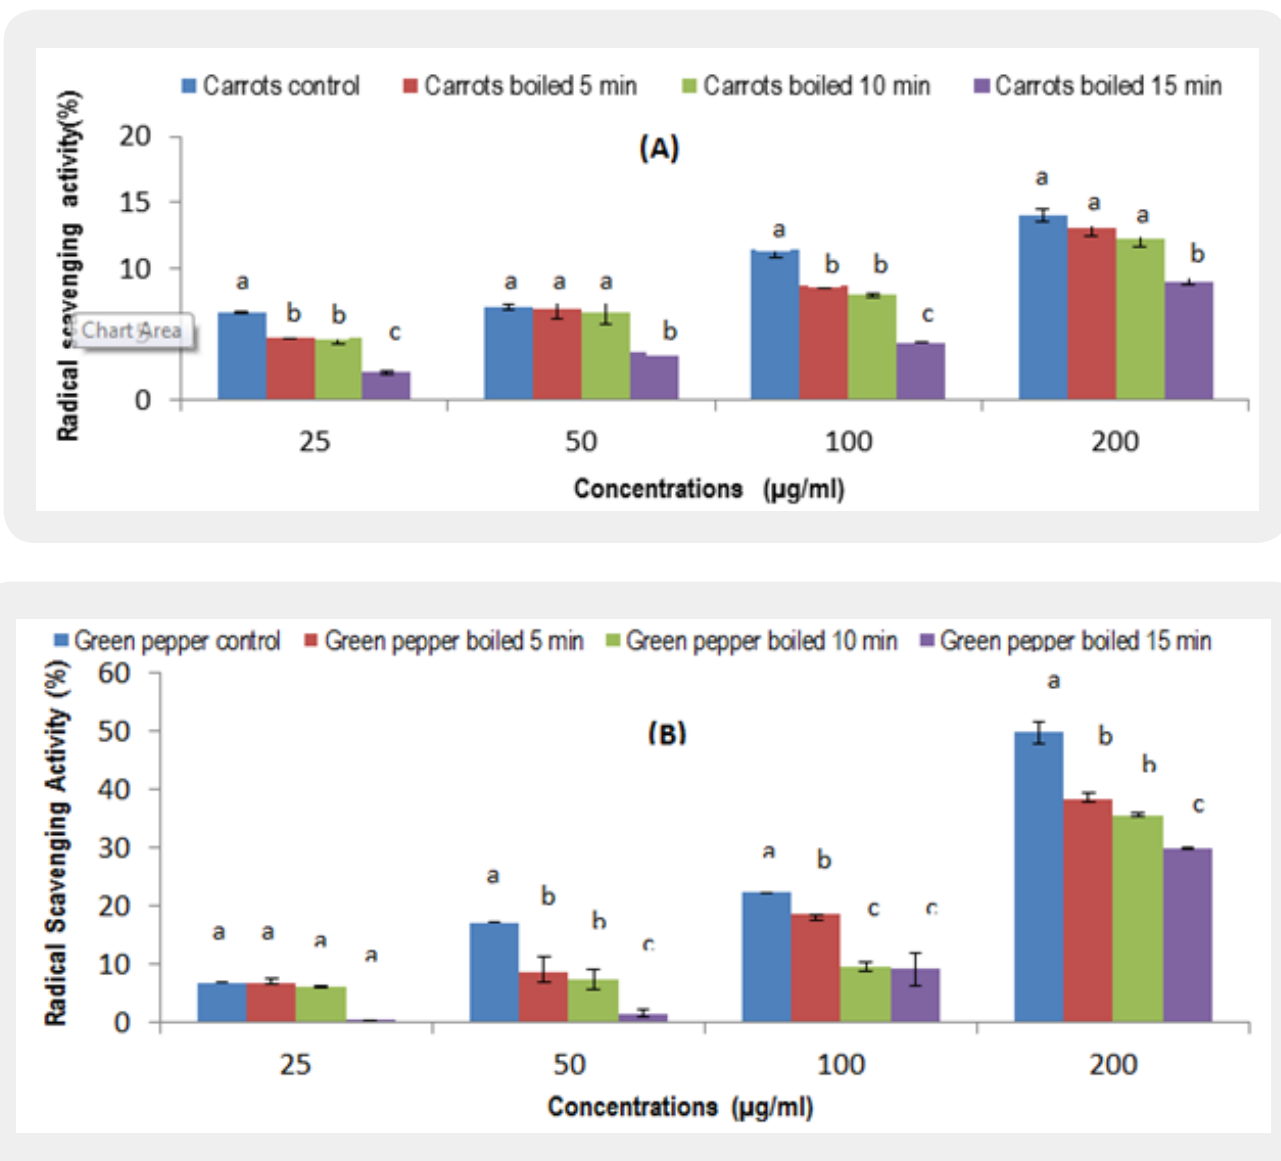 Carrots control Carrots boiled 5 min Carrots boiled 10 min Carrots boiled 15 min
Radical scavenging activity(%)
(A)
20
15
10
5
0
Chart Area
a b b c
a a a b
a b b c
a a a b
25 50 100 200
Concentrations (µg/ml)
Green pepper control Green pepper boiled 5 min Green pepper boiled 10 min Green pepper boiled 15 min
Radical Scavenging Activity (%)
(B)
60
50
40
30
20
10
0
a a a a
a b b c
a b c c
a b b c
25 50 100 200
Concentrations (µg/ml)